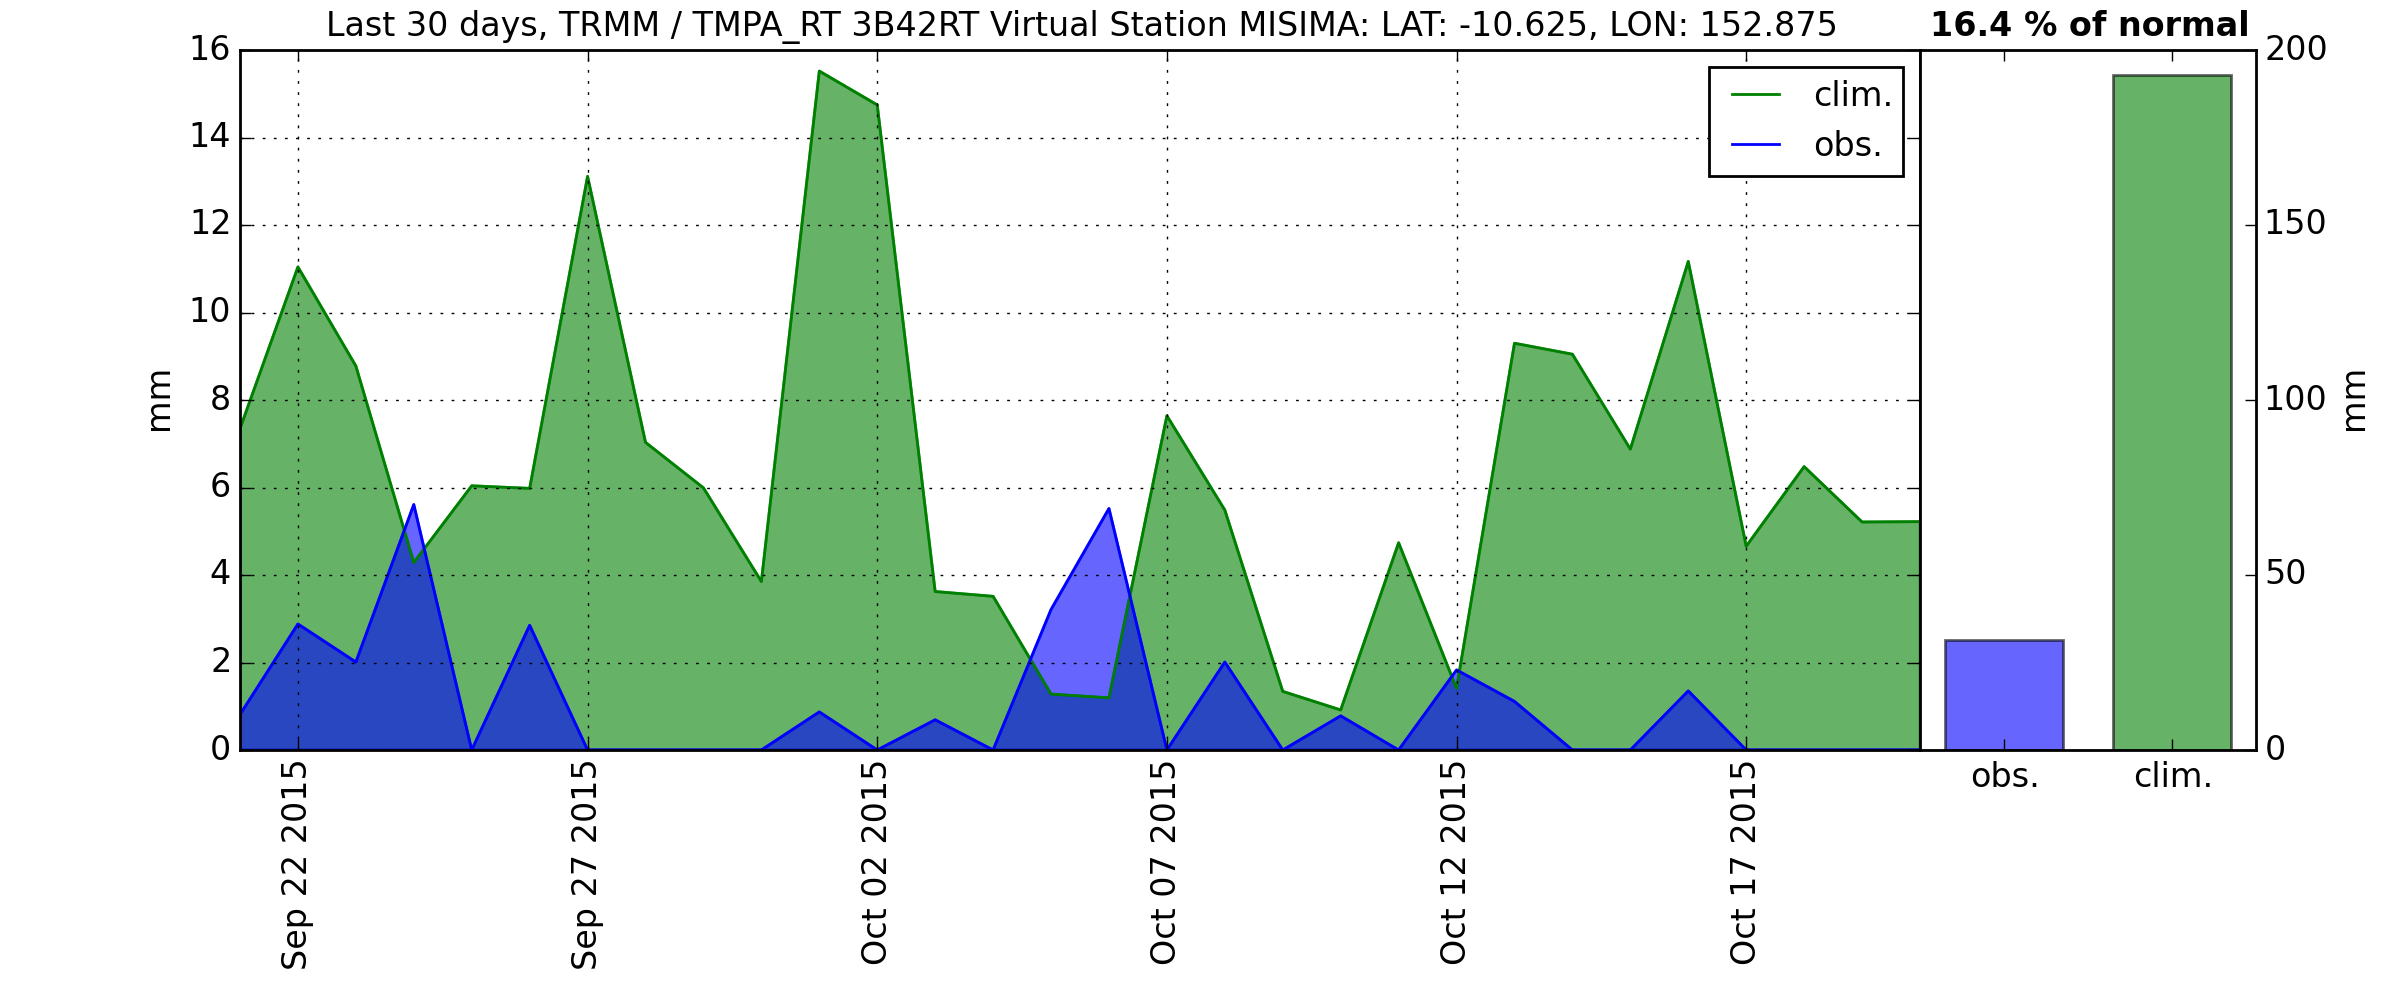 Last 30 days, TRMM / TMPA_RT 3B42RT Virtual Station MISIMA: LAT: -10.625, LON: 152.875
16.4 % of normal
16
14
12
10
8
6
4
2
0
mm
clim.
obs.
200
150
100
50
0
mm
Sep 22 2015
Sep 27 2015
Oct 02 2015
Oct 07 2015
Oct 12 2015
Oct 17 2015
obs.
clim.